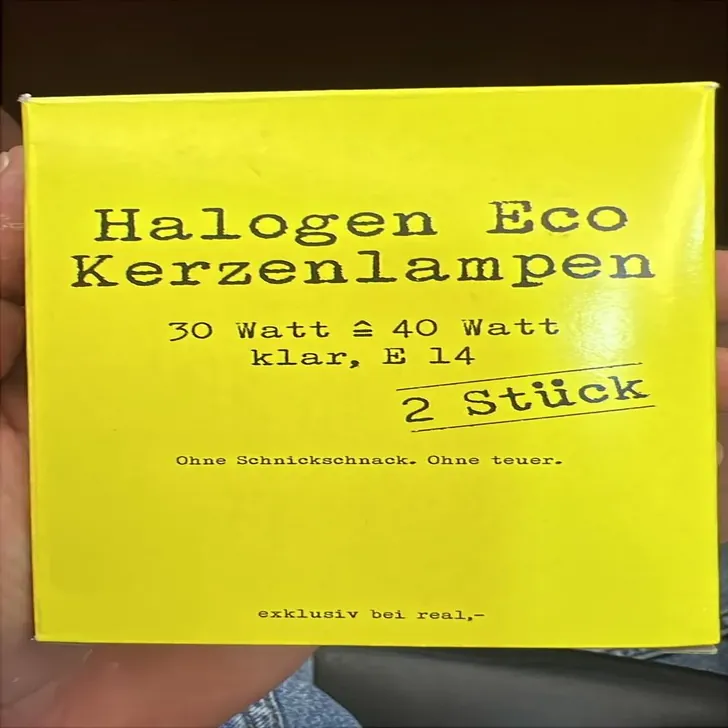 Halogen Eco
Kerzenlampen
30 Watt ≙ 40 Watt
klar, E 14
2 Stück
Ohne Schnickschnack. Ohne teuer.
exklusiv bei real,-